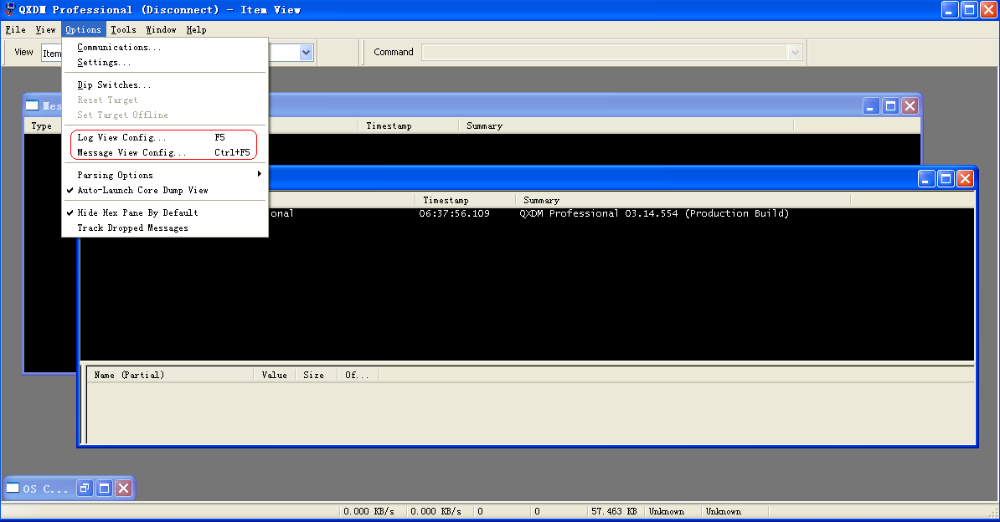 QXDM Professional (Disconnect) - Item View
File View Options Tools Window Help
View Item Command
Communications...
Settings...
Dip Switches...
Reset Target
Set Target Offline
Log View Config... F5
Message View Config... Ctrl+F5
Parsing Options
Auto-Launch Core Dump View
Hide Hex Pane By Default
Track Dropped Messages
Mes
Type Timestamp Summary
Timestamp Summary
onal 06:37:56.109 QXDM Professional 03.14.554 (Production Build)
Name (Partial) Value Size Of...
OS C...
0.000 KB/s 0.000 KB/s 0 0 57.463 KB Unknown Unknown